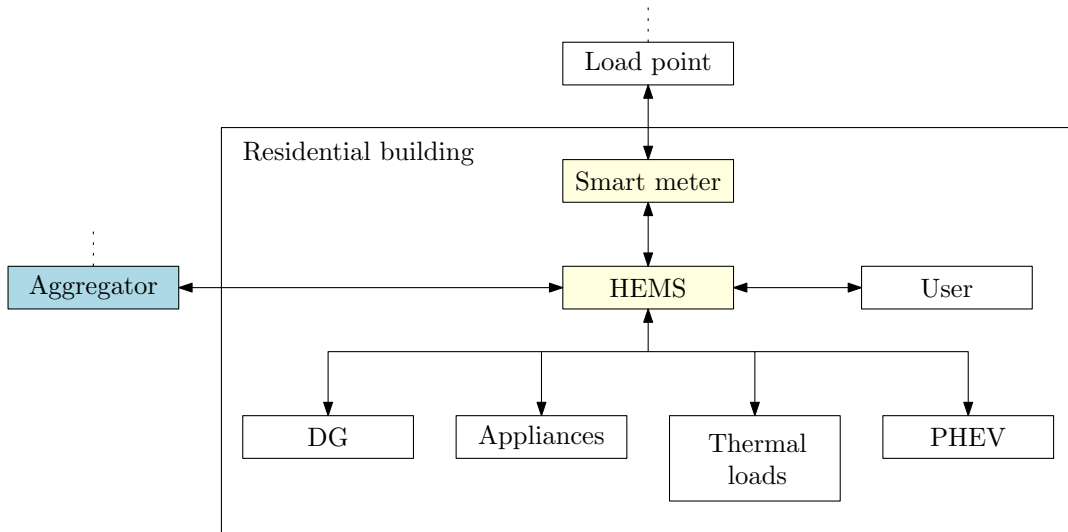 Load point
Residential building
Smart meter
Aggregator
HEMS
User
DG
Appliances
Thermal
loads
PHEV